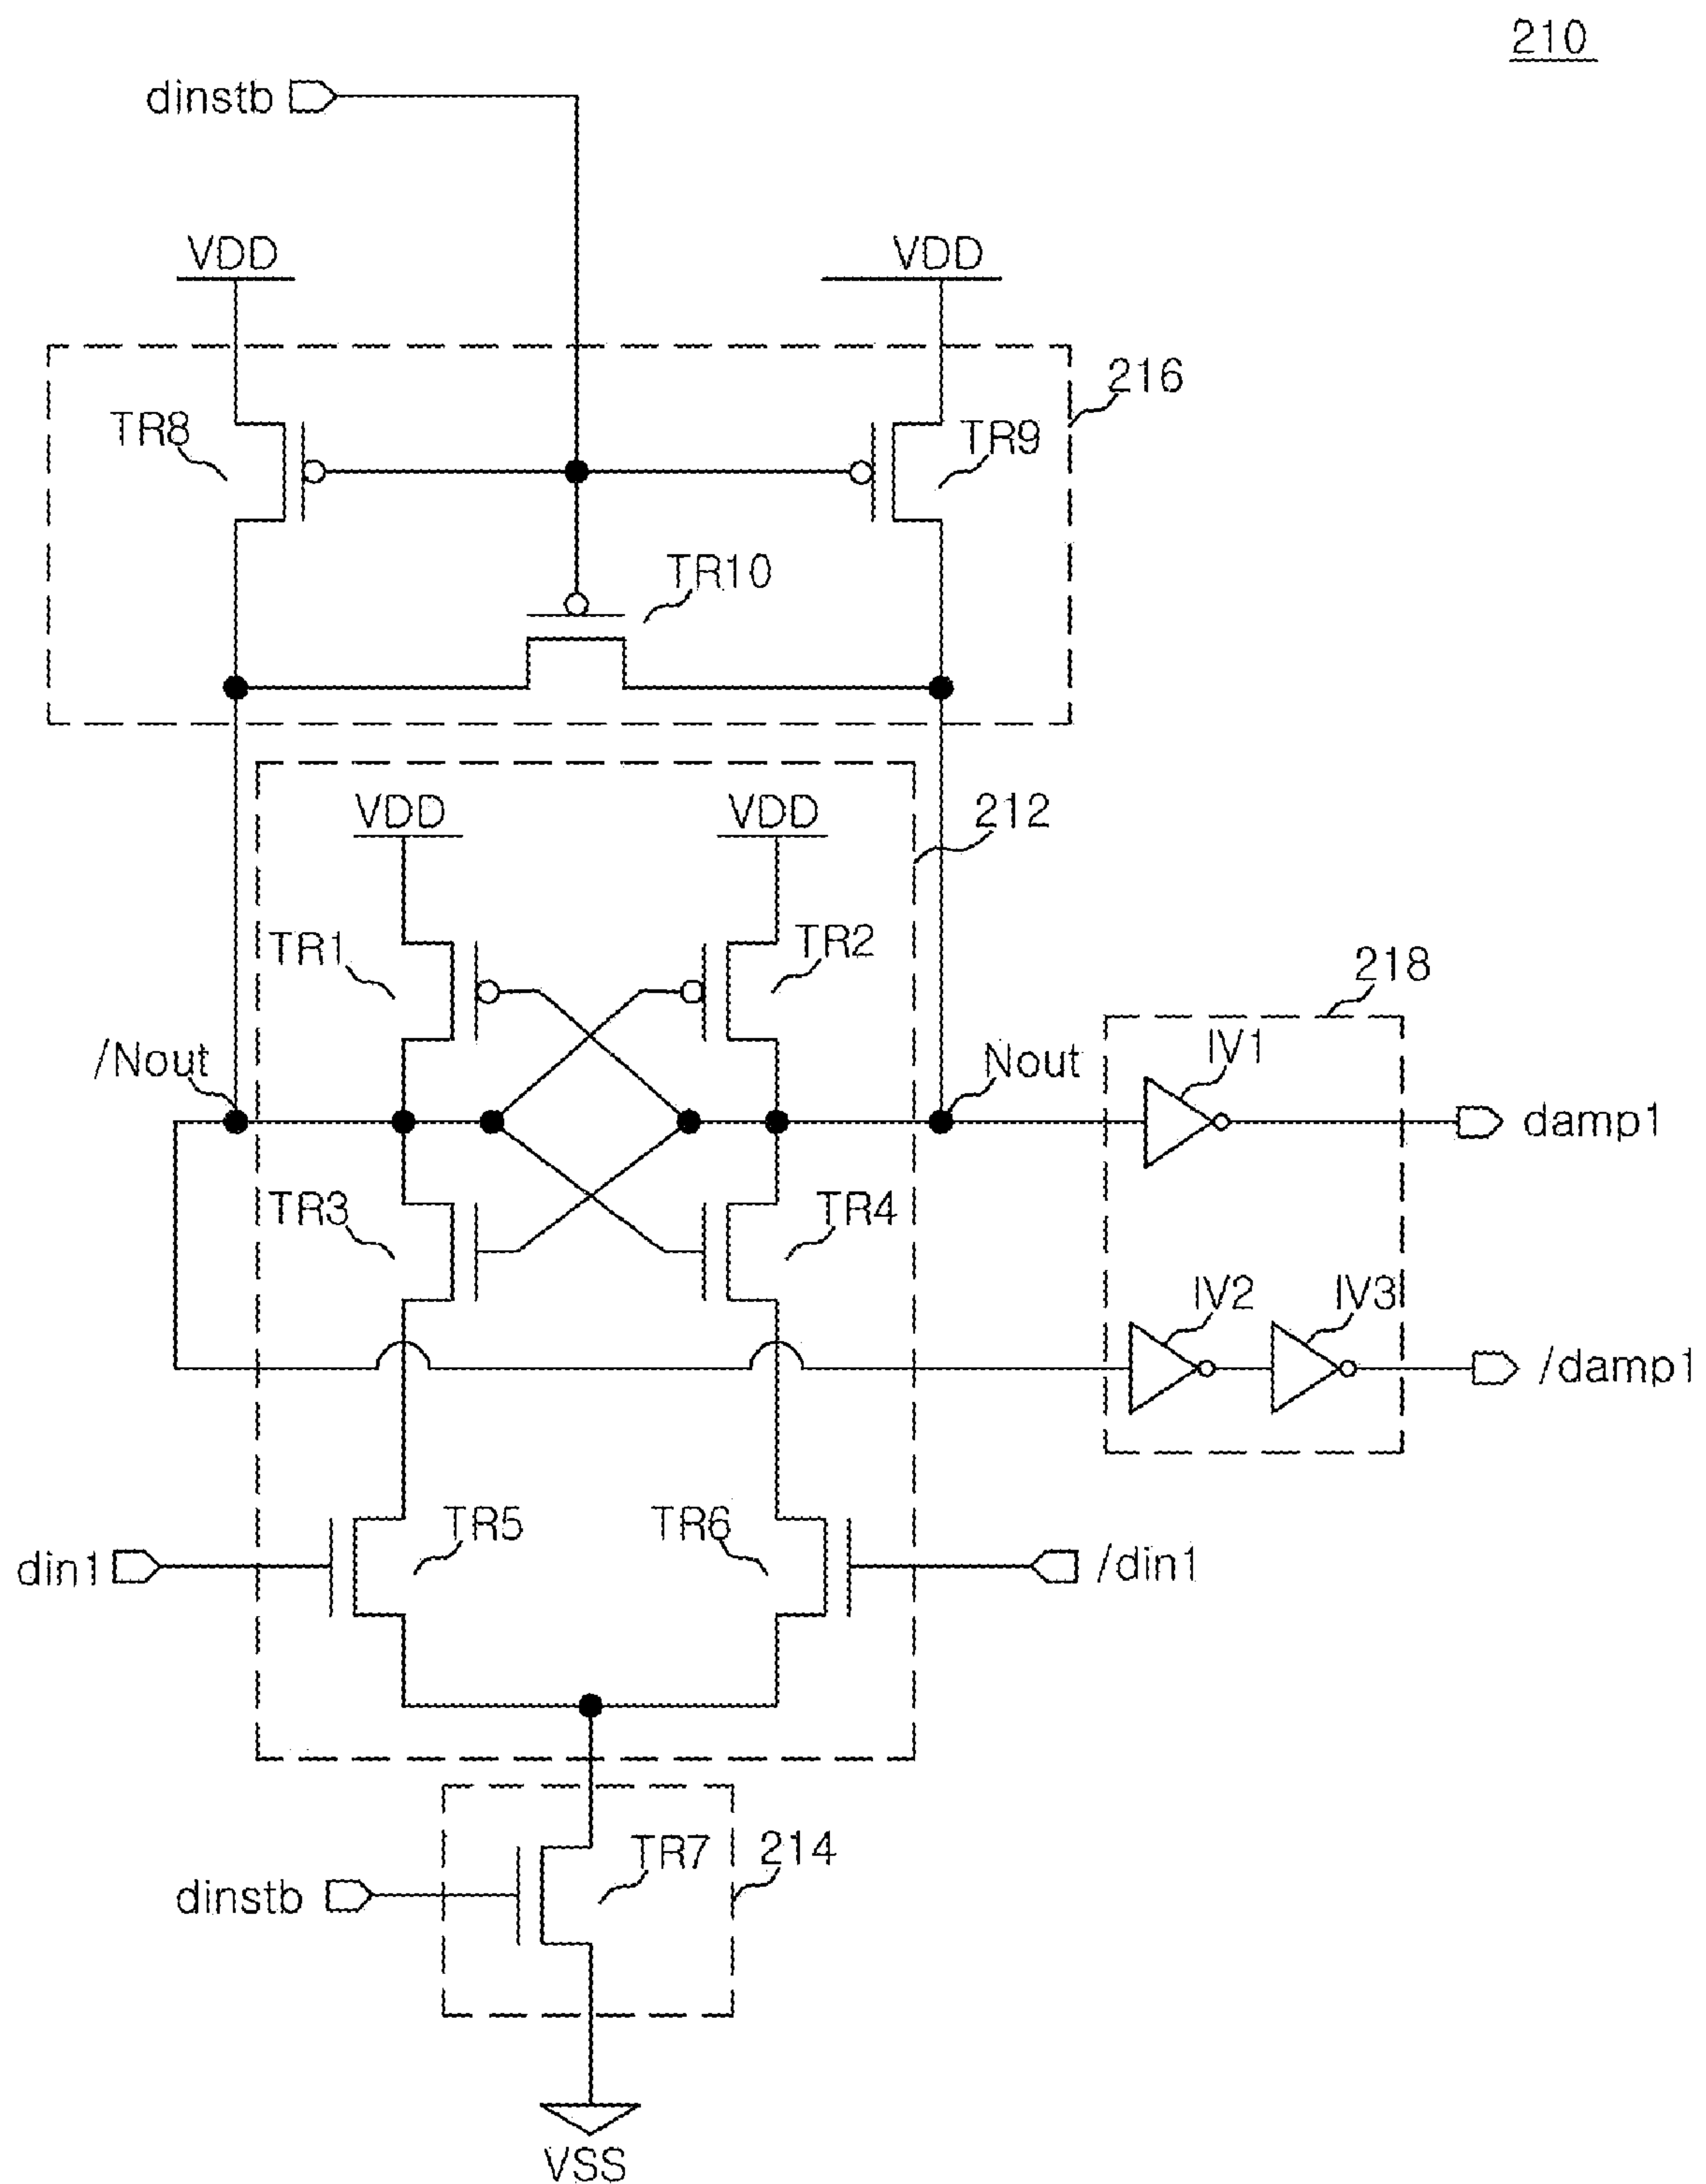 210
dinstb
VDD
VDD
216
TR8
TR9
TR10
212
VDD
VDD
TR1
TR2
218
/Nout
Nout
IV1
damp1
TR3
TR4
IV2
IV3
/damp1
TR5
TR6
din1
/din1
TR7
214
dinstb
VSS